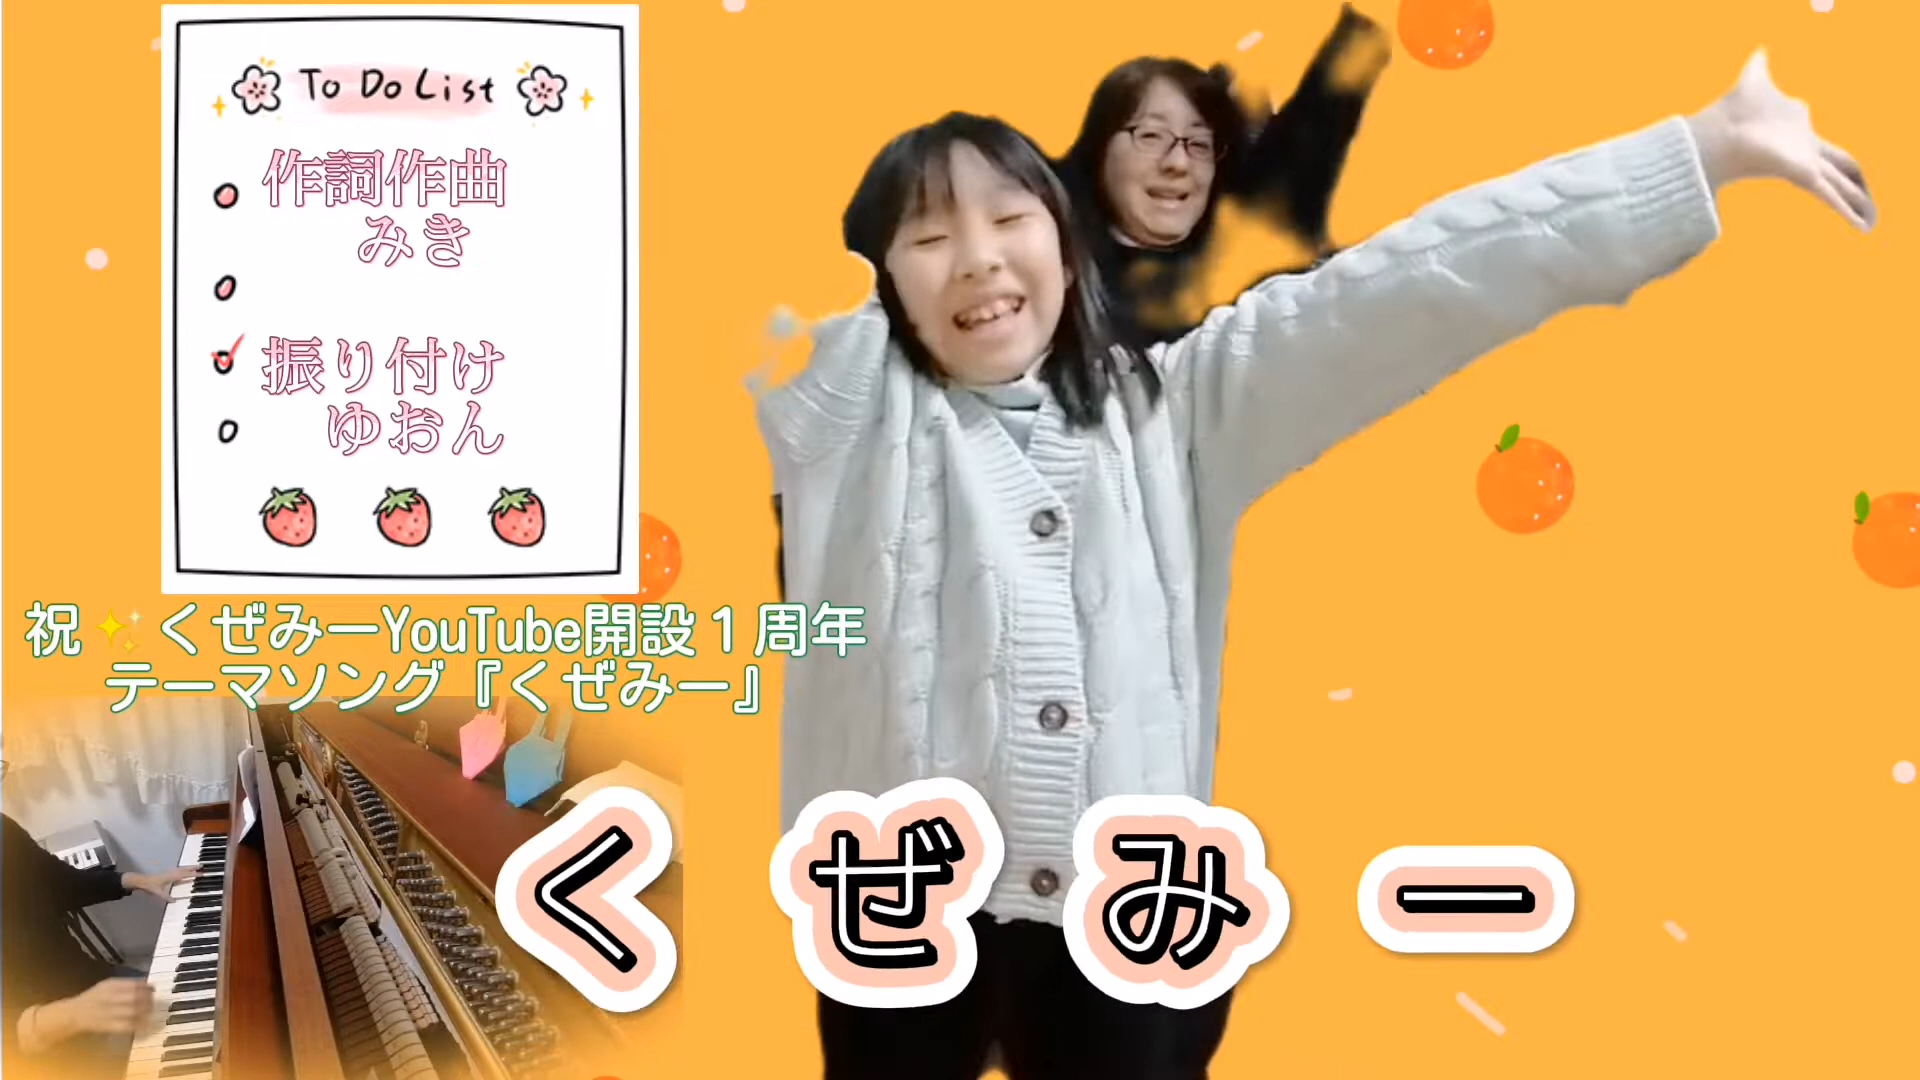 To Do List
作詞作曲
みき
振り付け
ゆおん
祝✨くぜみーYouTube開設１周年
テーマソング『くぜみー』
くぜみー